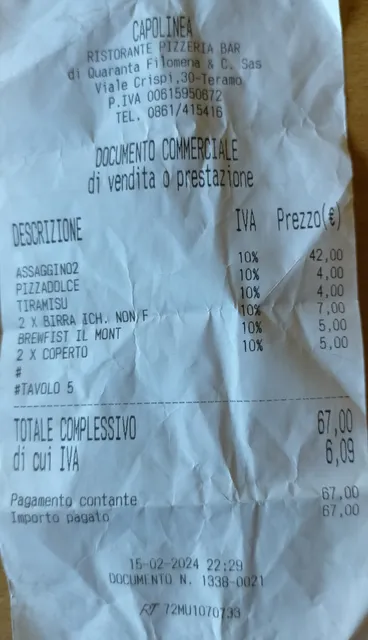 CAPOLINEA
RISTORANTE PIZZERIA BAR
di Quaranta Filomena & C. Sas
Viale Crispi,30-Teramo
P.IVA 00615950672
TEL. 0861/415416
DOCUMENTO COMMERCIALE
di vendita o prestazione
DESCRIZIONE IVA Prezzo(€)
ASSAGGINO2 10% 42,00
PIZZADOLCE 10% 4,00
TIRAMISU 10% 4,00
2 X BIRRA ICH. NON F 10% 7,00
BREWFIST IL MONT 10% 5,00
2 X COPERTO 10% 5,00
#
#TAVOLO 5
TOTALE COMPLESSIVO 67,00
di cui IVA 6,09
Pagamento contante 67,00
Importo pagato 67,00
15-02-2024 22:29
DOCUMENTO N. 1338-0021
RT 72MU1070733